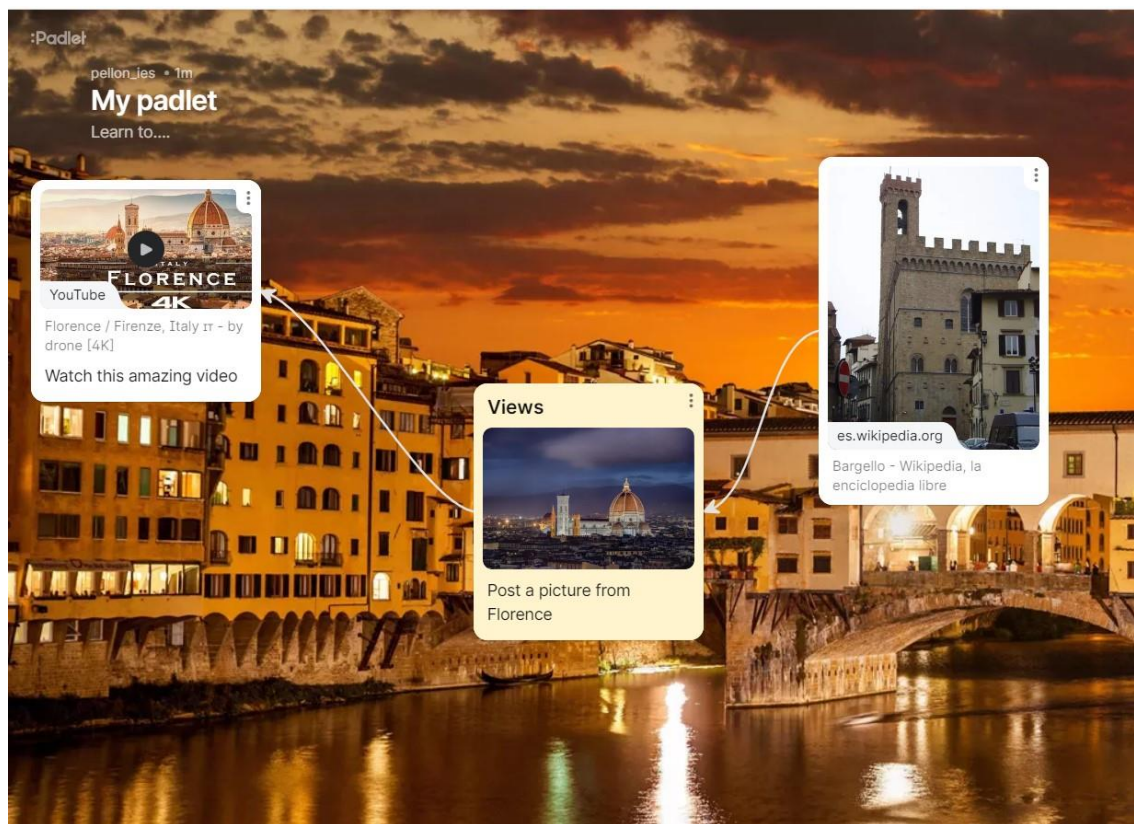 :Padlet
pellon_ies • 1m
My padlet
Learn to....
ITALY
FLORENCE
4K
YouTube
Florence / Firenze, Italy ɪᴛ - by
drone [4K]
Watch this amazing video
Views
Post a picture from
Florence
es.wikipedia.org
Bargello - Wikipedia, la
enciclopedia libre